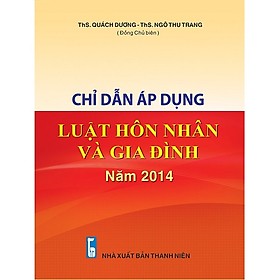 ThS. QUÁCH DƯƠNG - ThS. NGÔ THU TRANG
(Đồng Chủ biên)
CHỈ DẪN ÁP DỤNG
LUẬT HÔN NHÂN
VÀ GIA ĐÌNH
Năm 2014
NHÀ XUẤT BẢN THANH NIÊN